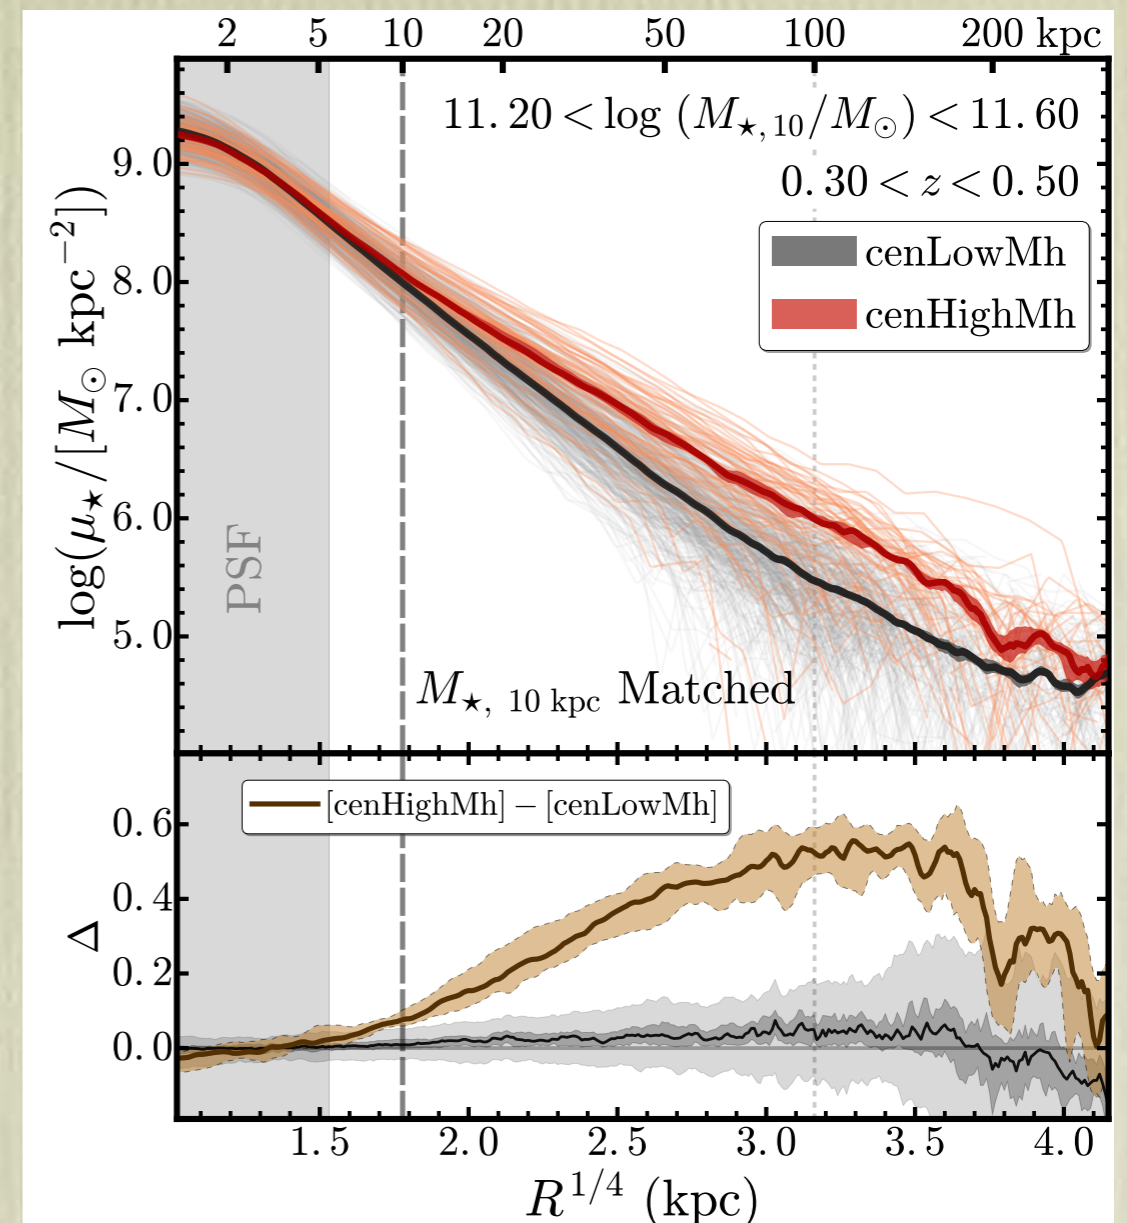 2 5 10 20 50 100 200 kpc
11.20 < log (M⋆,10/M⊙) < 11.60
0.30 < z < 0.50
cenLowMh
cenHighMh
log(μ⋆/[M⊙ kpc⁻²])
9.0
8.0
7.0
6.0
5.0
PSF
M⋆, 10 kpc Matched
[cenHighMh] − [cenLowMh]
Δ
0.6
0.4
0.2
0.0
1.5 2.0 2.5 3.0 3.5 4.0
R^1/4 (kpc)